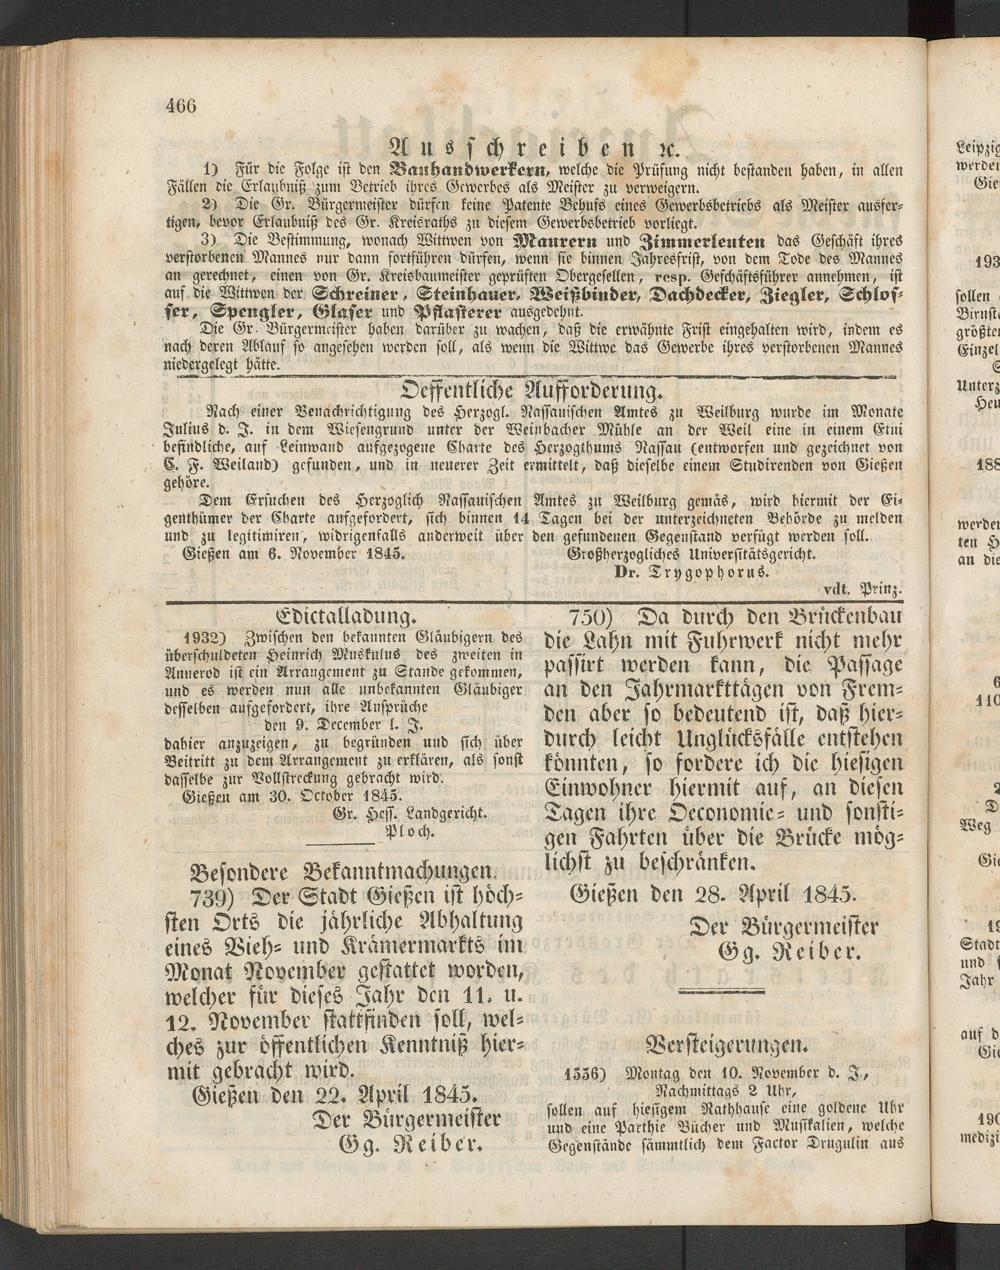 466
Ausschreiben ꝛc.
1) Für die Folge ist den Bauhandwerkern, welche die Prüfung nicht bestanden haben, in allen
Fällen die Erlaubniß zum Betrieb ihres Gewerbes als Meister zu verweigern.
2) Die Gr. Bürgermeister dürfen keine Patente Behufs eines Gewerbsbetriebs als Meister ausfer-
tigen, bevor Erlaubniß des Gr. Kreisraths zu diesem Gewerbsbetrieb vorliegt.
3) Die Bestimmung, wonach Wittwen von Maurern und Zimmerleuten das Geschäft ihres
verstorbenen Mannes nur dann fortführen dürfen, wenn sie binnen Jahresfrist, von dem Tode des Mannes
an gerechnet, einen von Gr. Kreisbaumeister geprüften Obergesellen, resp. Geschäftsführer annehmen, ist
auf die Wittwen der Schreiner, Steinhauer, Weißbinder, Dachdecker, Ziegler, Schlos-
ser, Spengler, Glaser und Pflasterer ausgedehnt.
Die Gr. Bürgermeister haben darüber zu wachen, daß die erwähnte Frist eingehalten wird, indem es
nach deren Ablauf so angesehen werden soll, als wenn die Wittwe das Gewerbe ihres verstorbenen Mannes
niedergelegt hätte.
Oeffentliche Aufforderung.
Nach einer Benachrichtigung des Herzogl. Nassauischen Amtes zu Weilburg wurde im Monate
Julius d. J. in dem Wiesengrund unter der Weinbacher Mühle an der Weil eine in einem Etui
befindliche, auf Leinwand aufgezogene Charte des Herzogthums Nassau (entworfen und gezeichnet von
C. F. Weiland) gefunden, und in neuerer Zeit ermittelt, daß dieselbe einem Studirenden von Gießen
gehöre.
Dem Ersuchen des Herzoglich Nassauischen Amtes zu Weilburg gemäs, wird hiermit der Ei-
genthümer der Charte aufgefordert, sich binnen 14 Tagen bei der unterzeichneten Behörde zu melden
und zu legitimiren, widrigenfalls anderweit über den gefundenen Gegenstand verfügt werden soll.
Gießen am 6. November 1845. Großherzogliches Universitätsgericht.
Dr. Trygophorus.
vdt. Prinz.
Edictalladung.
1932) Zwischen den bekannten Gläubigern des
überschuldeten Heinrich Muskulus des zweiten in
Annerod ist ein Arrangement zu Stande gekommen,
und es werden nun alle unbekannten Gläubiger
desselben aufgefordert, ihre Ansprüche
den 9. December l. J.
dahier anzuzeigen, zu begründen und sich über
Beitritt zu dem Arrangement zu erklären, als sonst
dasselbe zur Vollstreckung gebracht wird.
Gießen am 30. October 1845.
Gr. Hess. Landgericht.
Ploch.
Besondere Bekanntmachungen.
739) Der Stadt Gießen ist höch-
sten Orts die jährliche Abhaltung
eines Vieh- und Krämermarkts im
Monat November gestattet worden,
welcher für dieses Jahr den 11. u.
12. November stattfinden soll, wel-
ches zur öffentlichen Kenntniß hier-
mit gebracht wird.
Gießen den 22. April 1845.
Der Bürgermeister
Gg. Reiber.
750) Da durch den Brückenbau
die Lahn mit Fuhrwerk nicht mehr
passirt werden kann, die Passage
an den Jahrmarkttägen von Frem-
den aber so bedeutend ist, daß hier-
durch leicht Unglücksfälle entstehen
könnten, so fordere ich die hiesigen
Einwohner hiermit auf, an diesen
Tagen ihre Oeconomie- und sonsti-
gen Fahrten über die Brücke mög-
lichst zu beschränken.
Gießen den 28. April 1845.
Der Bürgermeister
Gg. Reiber.
Versteigerungen.
1556) Montag den 10. November d. J.,
Nachmittags 2 Uhr,
sollen auf hiesigem Rathhause eine goldene Uhr
und eine Parthie Bücher und Musikalien, welche
Gegenstände sämmtlich dem Factor Drugulin aus